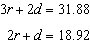 3r + 2d = 31.88
2r + d = 18.92